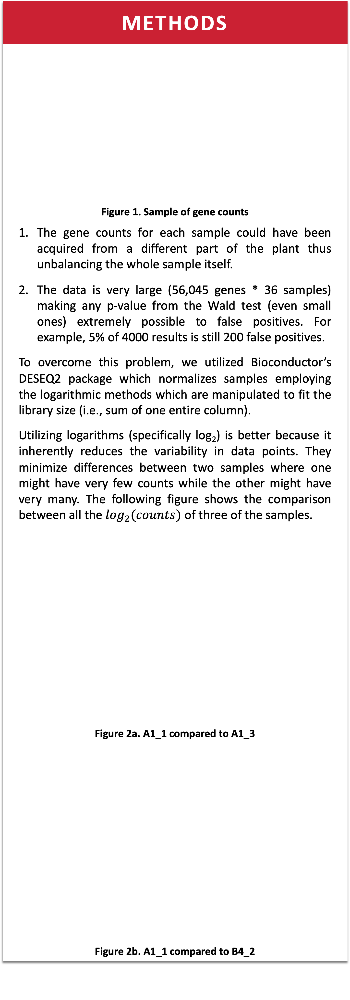 METHODS
Figure 1. Sample of gene counts
1. The gene counts for each sample could have been
acquired from a different part of the plant thus
unbalancing the whole sample itself.
2. The data is very large (56,045 genes * 36 samples)
making any p-value from the Wald test (even small
ones) extremely possible to false positives. For
example, 5% of 4000 results is still 200 false positives.
To overcome this problem, we utilized Bioconductor’s
DESEQ2 package which normalizes samples employing
the logarithmic methods which are manipulated to fit the
library size (i.e., sum of one entire column).
Utilizing logarithms (specifically log₂) is better because it
inherently reduces the variability in data points. They
minimize differences between two samples where one
might have very few counts while the other might have
very many. The following figure shows the comparison
between all the log₂(counts) of three of the samples.
Figure 2a. A1_1 compared to A1_3
Figure 2b. A1_1 compared to B4_2